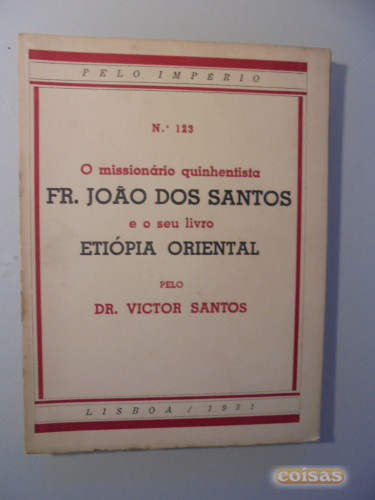 PELO IMPÉRIO
N.º 123
O missionário quinhentista
FR. JOÃO DOS SANTOS
e o seu livro
ETIÓPIA ORIENTAL
PELO
DR. VICTOR SANTOS
LISBOA / 1951
coisas